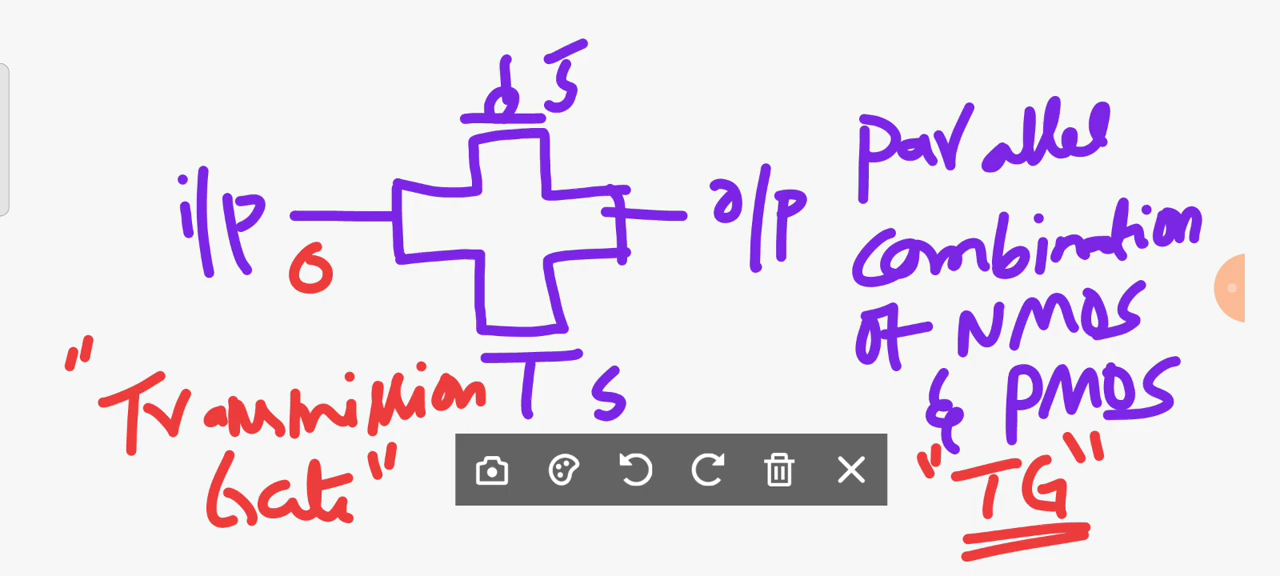 S̅
i/p
o/p
0
S
"Transmission
Gate"
Parallel
combination
of NMOS
& PMOS
"TG"